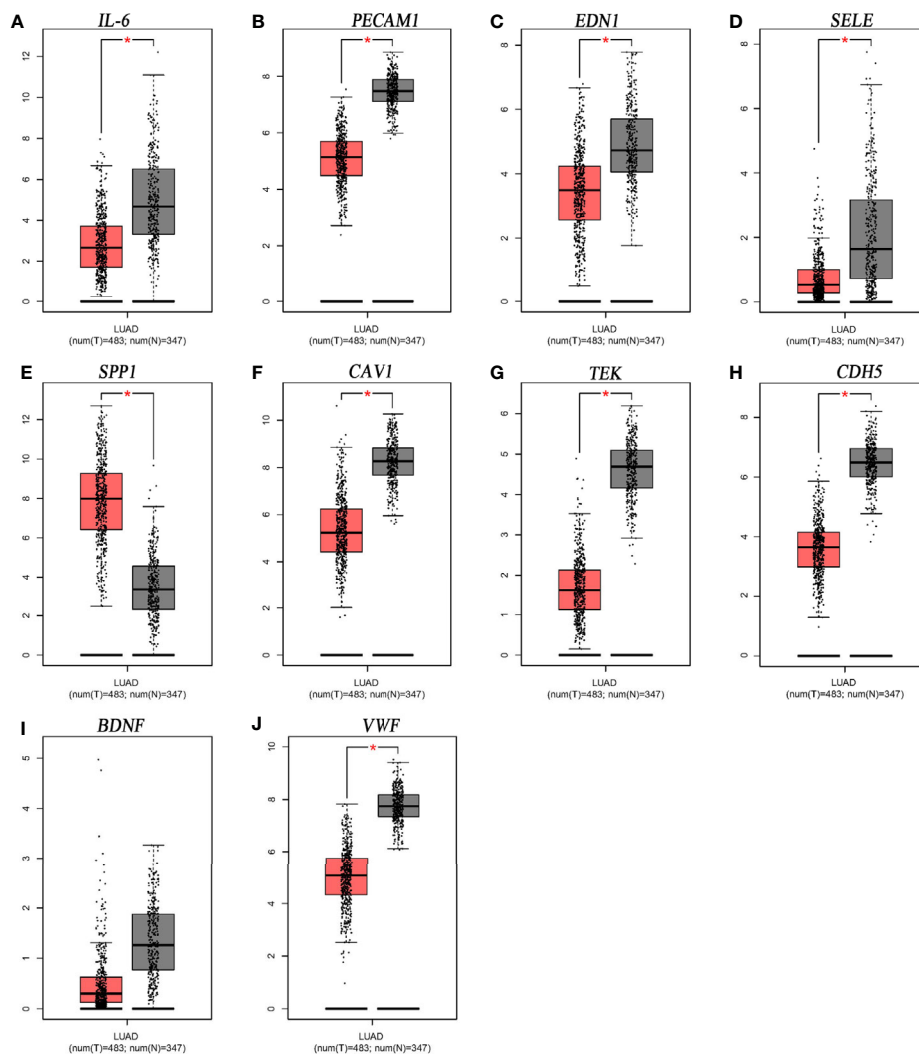 A
IL-6
*
12
10
8
6
4
2
0
LUAD
(num(T)=483; num(N)=347)
B
PECAM1
*
8
6
4
2
0
LUAD
(num(T)=483; num(N)=347)
C
EDN1
*
8
6
4
2
0
LUAD
(num(T)=483; num(N)=347)
D
SELE
*
8
6
4
2
0
LUAD
(num(T)=483; num(N)=347)
E
SPP1
*
12
10
8
6
4
2
0
LUAD
(num(T)=483; num(N)=347)
F
CAV1
*
10
8
6
4
2
0
LUAD
(num(T)=483; num(N)=347)
G
TEK
*
6
5
4
3
2
1
0
LUAD
(num(T)=483; num(N)=347)
H
CDH5
*
8
6
4
2
0
LUAD
(num(T)=483; num(N)=347)
I
BDNF
5
4
3
2
1
0
LUAD
(num(T)=483; num(N)=347)
J
VWF
*
10
8
6
4
2
0
LUAD
(num(T)=483; num(N)=347)